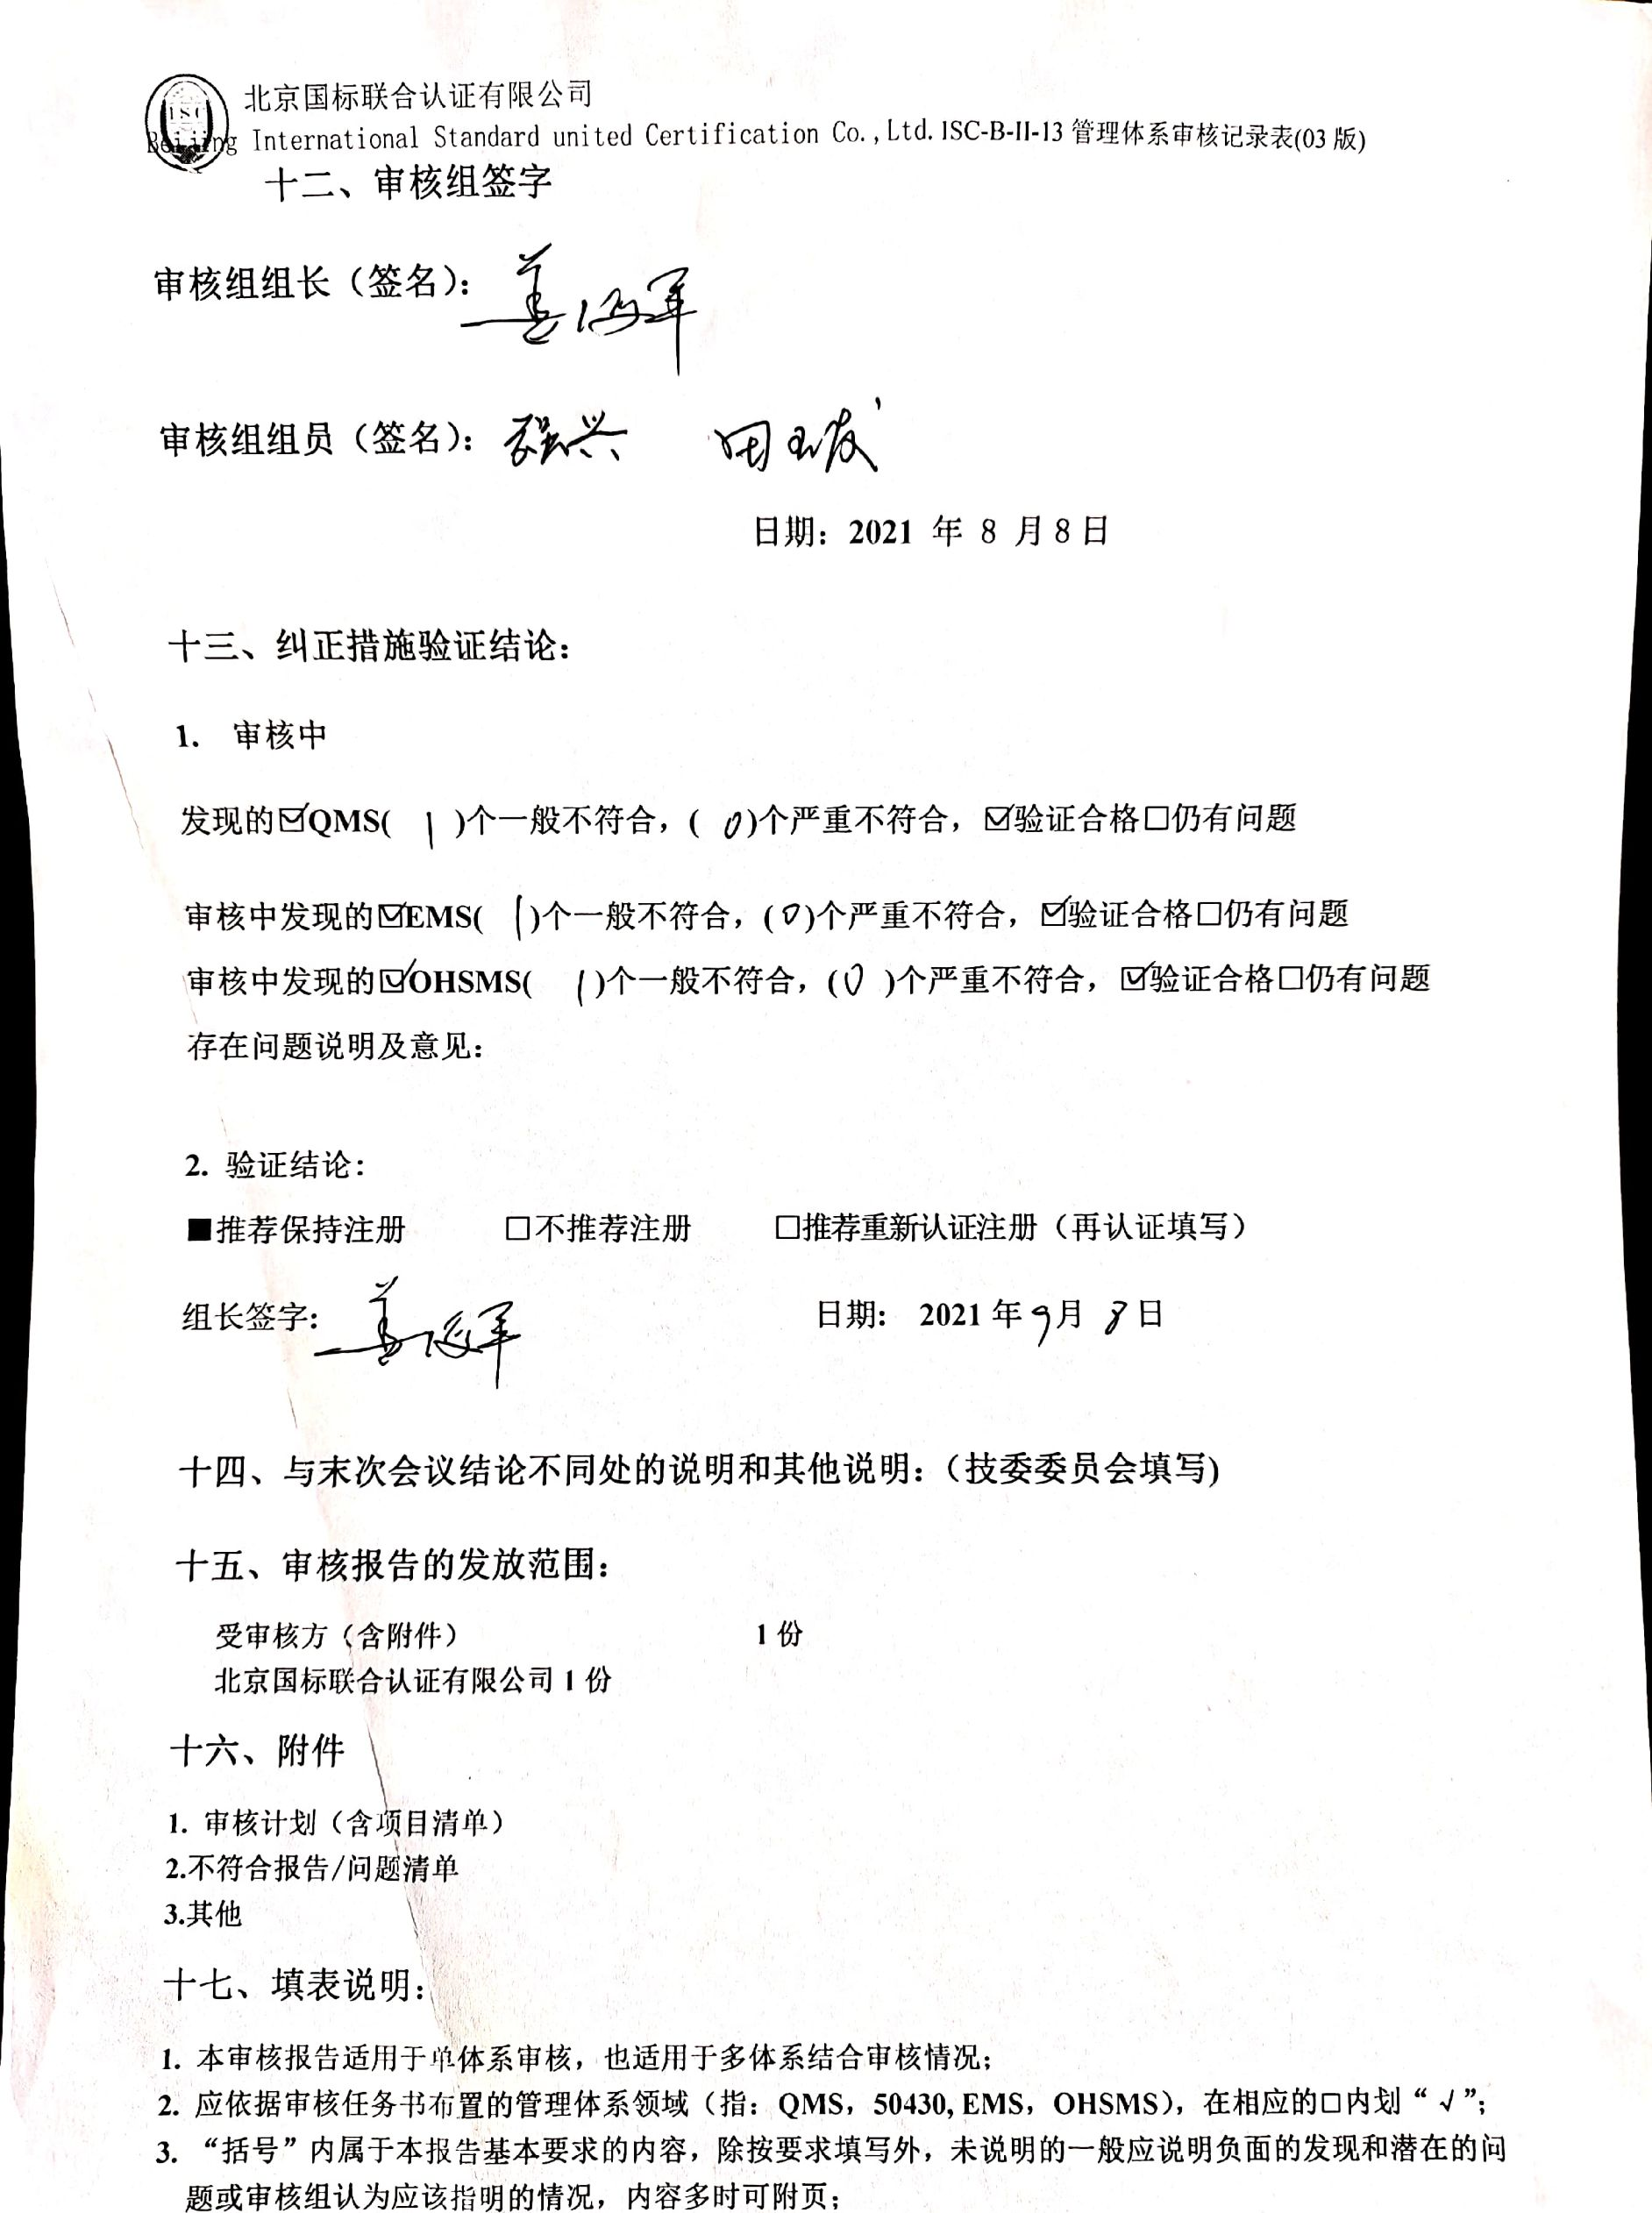 ISC
北京国标联合认证有限公司
Beijing International Standard united Certification Co.,Ltd. ISC-B-II-13 管理体系审核记录表(03 版)
十二、审核组签字
审核组组长（签名）： 姜海军
审核组组员（签名）： 强兴 田
日期：2021 年 8 月 8 日
十三、纠正措施验证结论：
1. 审核中
发现的☑QMS( 1 )个一般不符合，( 0 )个严重不符合，☑验证合格□仍有问题
审核中发现的☑EMS( 1 )个一般不符合，( 0 )个严重不符合，☑验证合格□仍有问题
审核中发现的☑OHSMS( 1 )个一般不符合，( 0 )个严重不符合，☑验证合格□仍有问题
存在问题说明及意见：
2. 验证结论：
■推荐保持注册 □不推荐注册 □推荐重新认证注册（再认证填写）
组长签字： 姜海军 日期： 2021 年 9 月 8 日
十四、与末次会议结论不同处的说明和其他说明：（技委委员会填写)
十五、审核报告的发放范围：
受审核方（含附件） 1 份
北京国标联合认证有限公司 1 份
十六、附件
1. 审核计划（含项目清单）
2.不符合报告/问题清单
3.其他
十七、填表说明：
1. 本审核报告适用于单体系审核，也适用于多体系结合审核情况；
2. 应依据审核任务书布置的管理体系领域（指：QMS，50430, EMS，OHSMS），在相应的□内划“√”；
3. “括号”内属于本报告基本要求的内容，除按要求填写外，未说明的一般应说明负面的发现和潜在的问
题或审核组认为应该指明的情况，内容多时可附页；